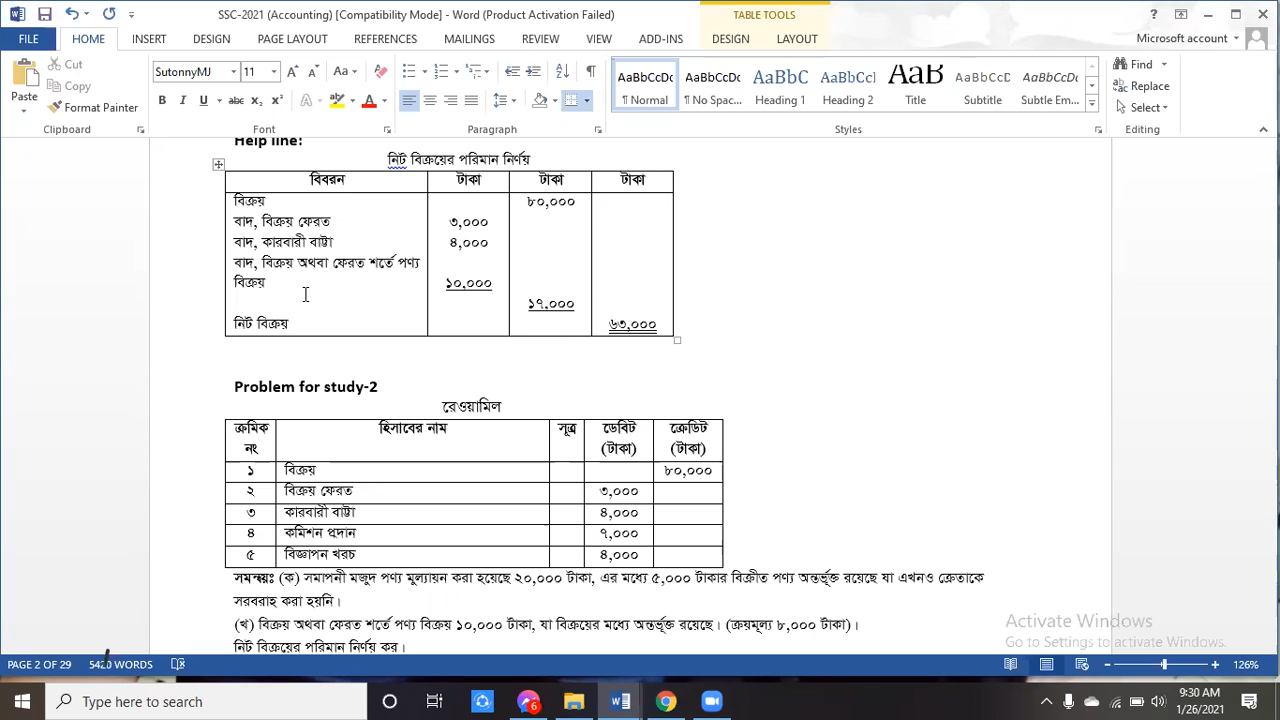 SSC-2021 (Accounting) [Compatibility Mode] - Word (Product Activation Failed)
TABLE TOOLS
FILE HOME INSERT DESIGN PAGE LAYOUT REFERENCES MAILINGS REVIEW VIEW ADD-INS DESIGN LAYOUT
Microsoft account
Paste
Cut
Copy
Format Painter
Clipboard
SutonnyMJ 11
Font
Paragraph
AaBbCcDc AaBbCcDc AaBbC AaBbCc AaB AaBbCcD AaBbCcDc
¶ Normal ¶ No Spac... Heading 1 Heading 2 Title Subtitle Subtle Em...
Styles
Find
Replace
Select
Editing
Help line:
নিট বিক্রয়ের পরিমান নির্ণয়
বিবরন টাকা টাকা টাকা
বিক্রয় ৮০,০০০
বাদ, বিক্রয় ফেরত ৩,০০০
বাদ, কারবারী বাট্টা ৪,০০০
বাদ, বিক্রয় অথবা ফেরত শর্তে পণ্য
বিক্রয় ১০,০০০
১৭,০০০
নিট বিক্রয় ৬৩,০০০
Problem for study-2
রেওয়ামিল
ক্রমিক নং হিসাবের নাম সূত্র ডেবিট (টাকা) ক্রেডিট (টাকা)
১ বিক্রয় ৮০,০০০
২ বিক্রয় ফেরত ৩,০০০
৩ কারবারী বাট্টা ৪,০০০
৪ কমিশন প্রদান ৭,০০০
৫ বিজ্ঞাপন খরচ ৪,০০০
সমন্বয়ঃ (ক) সমাপনী মজুদ পণ্য মুল্যায়ন করা হয়েছে ২০,০০০ টাকা, এর মধ্যে ৫,০০০ টাকার বিক্রীত পণ্য অন্তর্ভূক্ত রয়েছে যা এখনও ক্রেতাকে
সরবরাহ করা হয়নি।
(খ) বিক্রয় অথবা ফেরত শর্তে পণ্য বিক্রয় ১০,০০০ টাকা, যা বিক্রয়ের মধ্যে অন্তর্ভূক্ত রয়েছে। (ক্রয়মূল্য ৮,০০০ টাকা)।
নিট বিক্রয়ের পরিমান নির্ণয় কর।
Activate Windows
Go to Settings to activate Windows.
PAGE 2 OF 29 5420 WORDS
126%
Type here to search
6
9:30 AM
1/26/2021